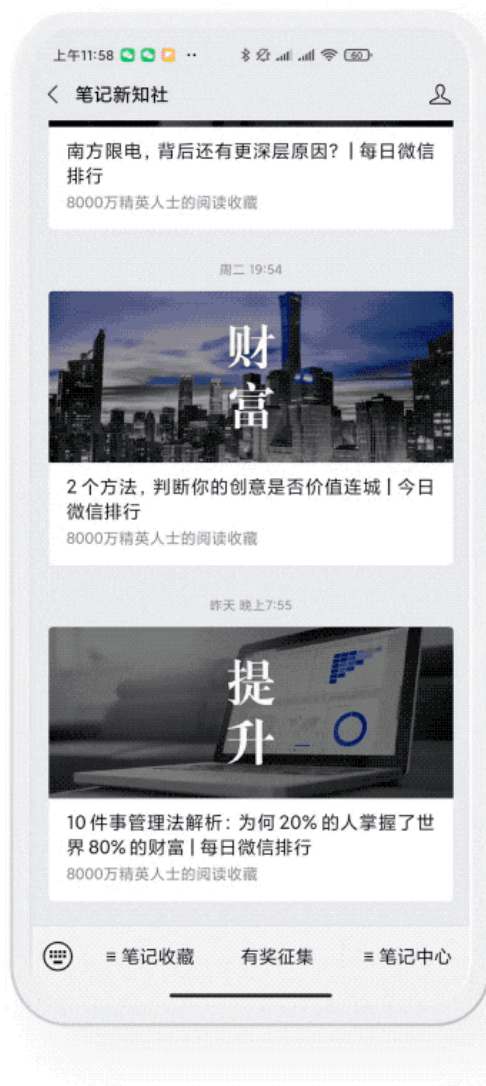 上午11:58
60
笔记新知社
南方限电，背后还有更深层原因？| 每日微信
排行
8000万精英人士的阅读收藏
周二 19:54
财
富
2 个方法，判断你的创意是否价值连城 | 今日
微信排行
8000万精英人士的阅读收藏
昨天 晚上7:55
提
升
10 件事管理法解析：为何 20% 的人掌握了世
界 80% 的财富 | 每日微信排行
8000万精英人士的阅读收藏
≡ 笔记收藏 有奖征集 ≡ 笔记中心